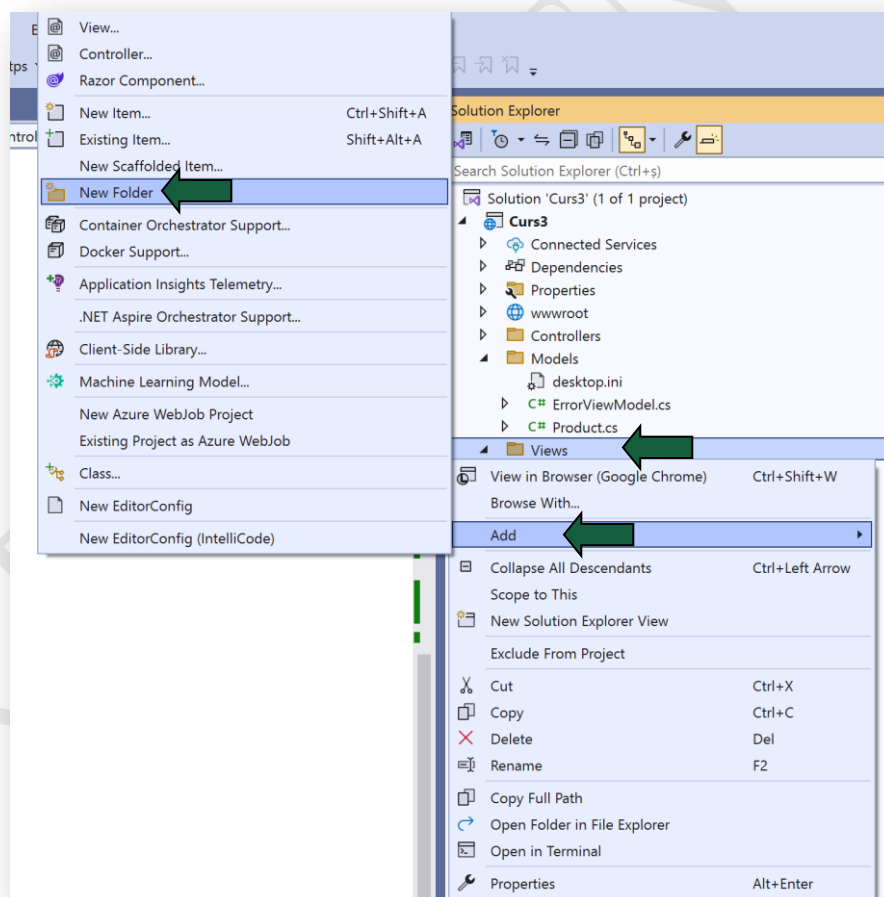 View...
Controller...
Razor Component...
New Item... Ctrl+Shift+A
Existing Item... Shift+Alt+A
New Scaffolded Item...
New Folder
Container Orchestrator Support...
Docker Support...
Application Insights Telemetry...
.NET Aspire Orchestrator Support...
Client-Side Library...
Machine Learning Model...
New Azure WebJob Project
Existing Project as Azure WebJob
Class...
New EditorConfig
New EditorConfig (IntelliCode)
Solution Explorer
Search Solution Explorer (Ctrl+ș)
Solution 'Curs3' (1 of 1 project)
Curs3
Connected Services
Dependencies
Properties
wwwroot
Controllers
Models
desktop.ini
C# ErrorViewModel.cs
C# Product.cs
Views
View in Browser (Google Chrome) Ctrl+Shift+W
Browse With...
Add
Collapse All Descendants Ctrl+Left Arrow
Scope to This
New Solution Explorer View
Exclude From Project
Cut Ctrl+X
Copy Ctrl+C
Delete Del
Rename F2
Copy Full Path
Open Folder in File Explorer
Open in Terminal
Properties Alt+Enter